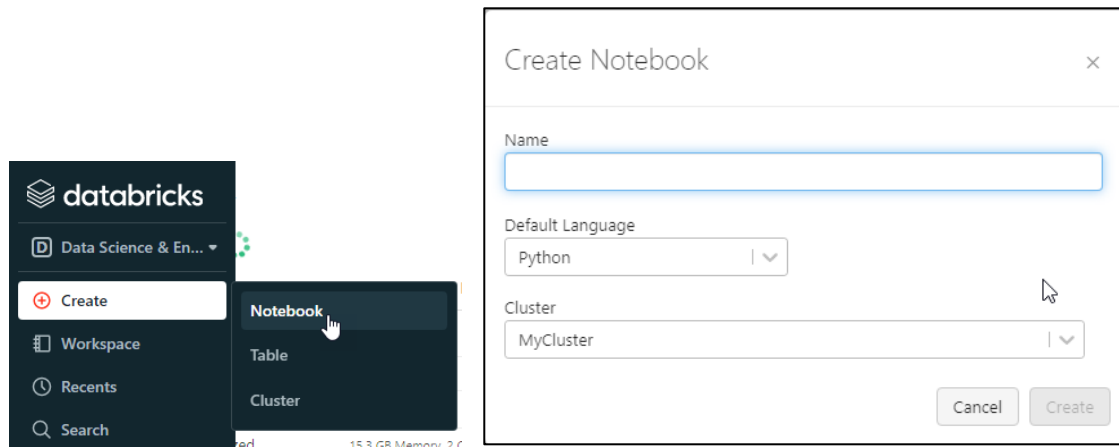 databricks
D Data Science & En...
Create
Workspace
Recents
Search
Notebook
Table
Cluster
15.3 GB Memory, 2
Create Notebook
Name
Default Language
Python
Cluster
MyCluster
Cancel
Create